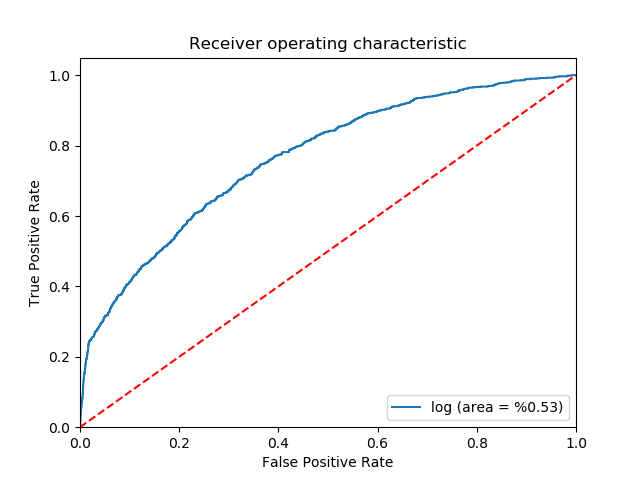 Receiver operating characteristic
1.0
0.8
0.6
0.4
0.2
0.0
True Positive Rate
log (area = %0.53)
0.0 0.2 0.4 0.6 0.8 1.0
False Positive Rate